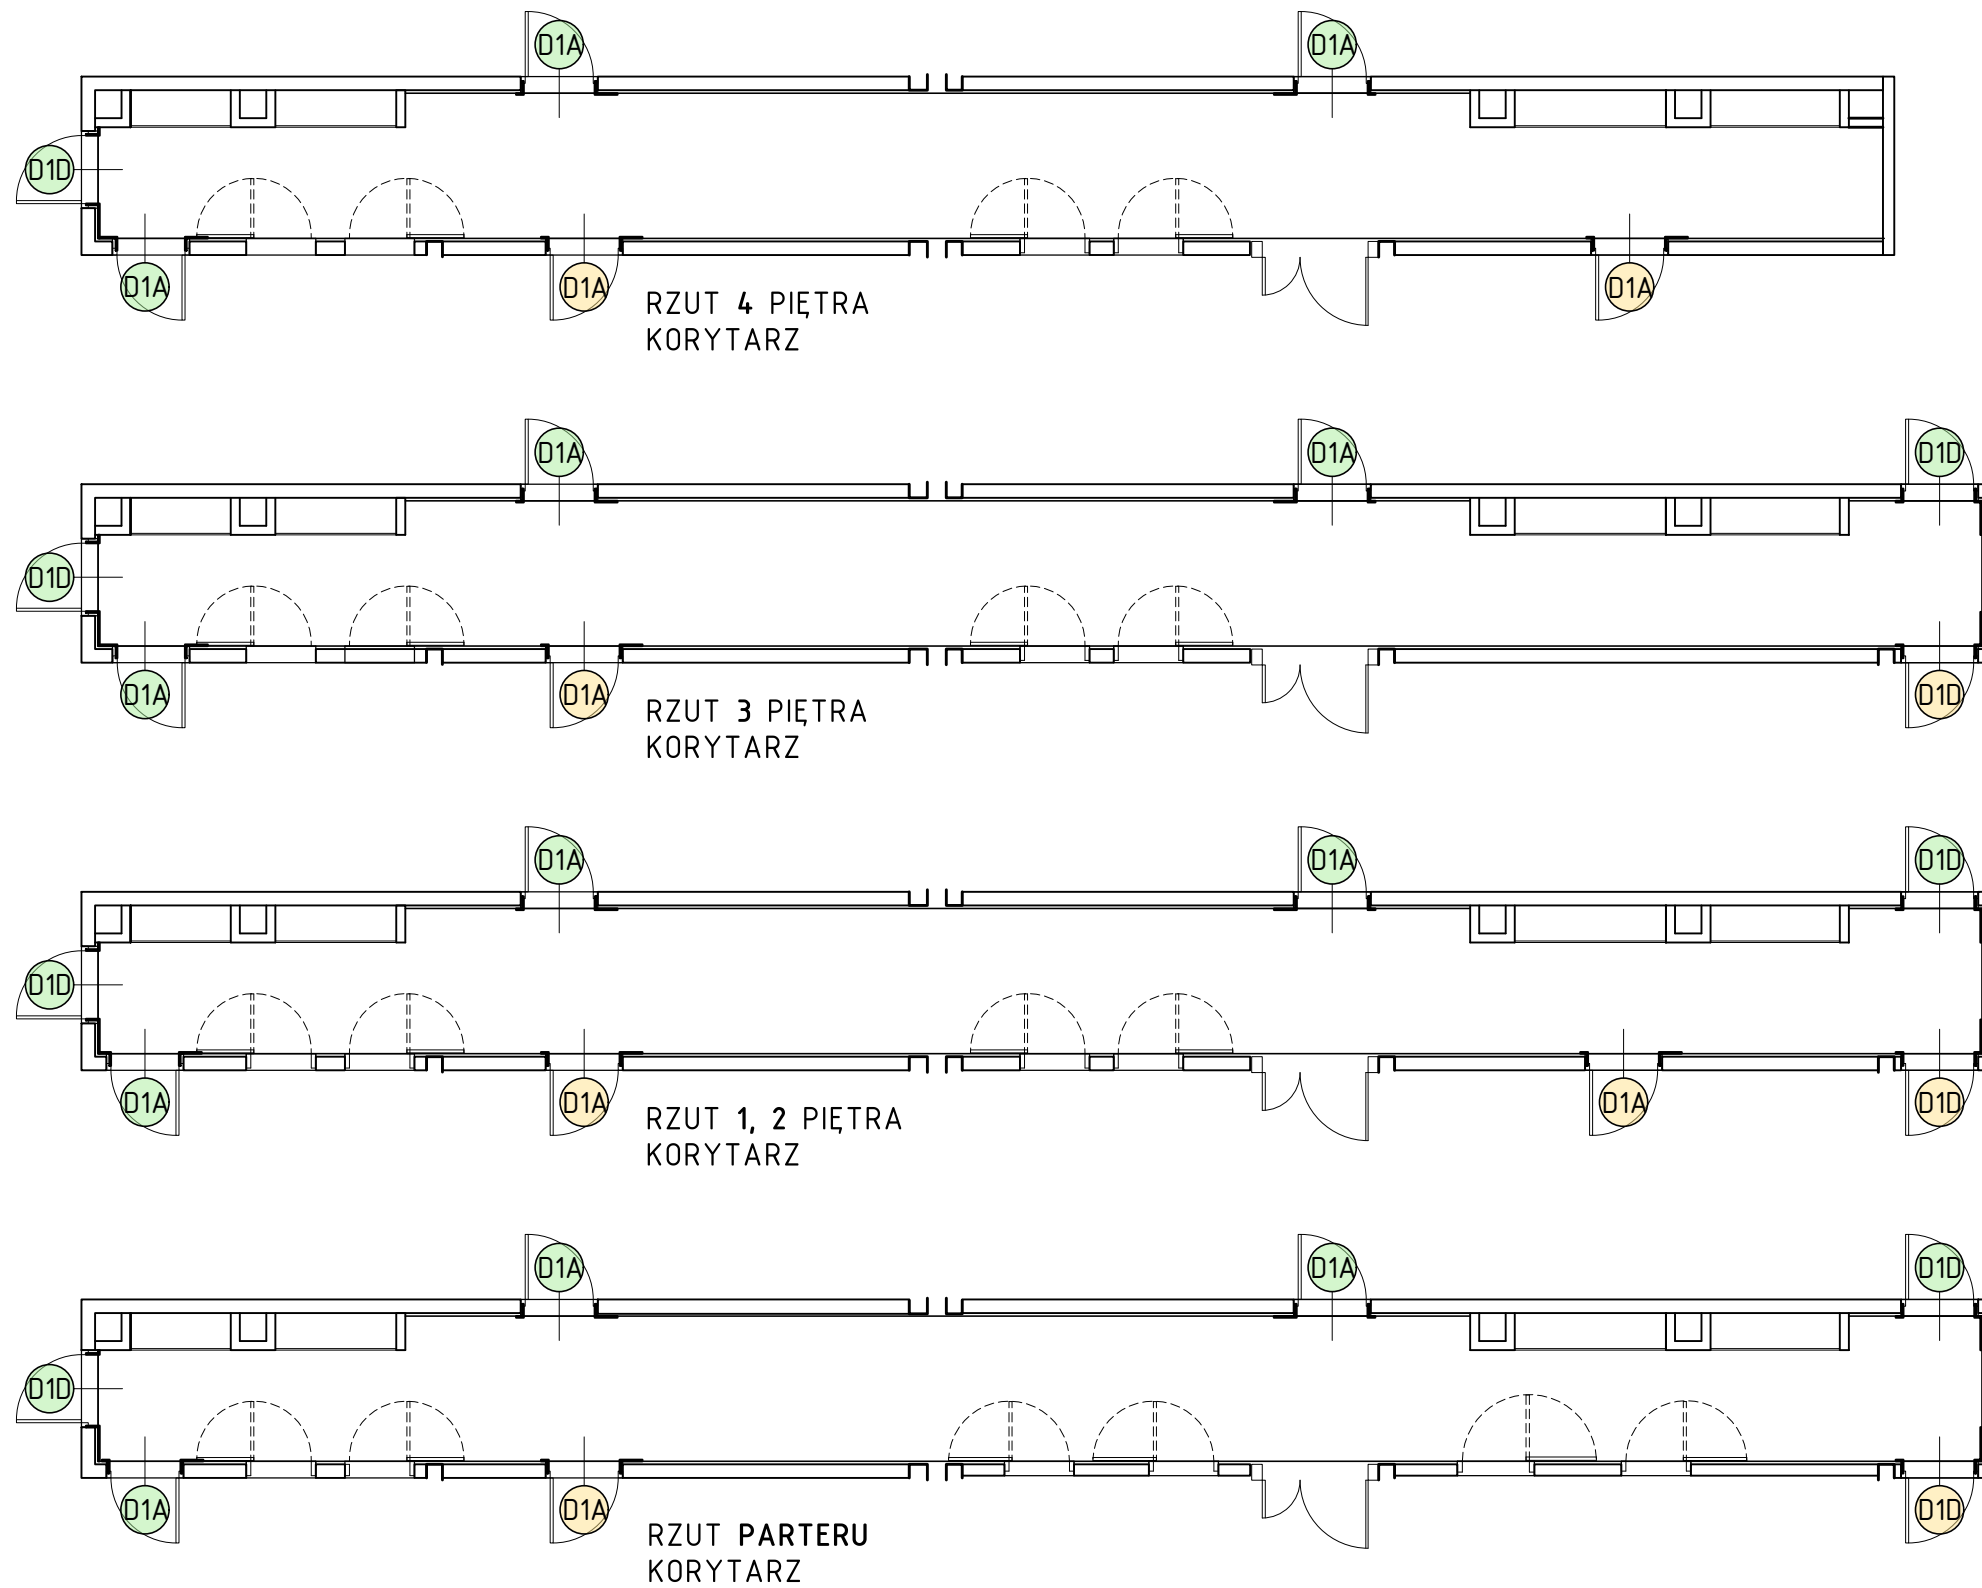 D1A D1A
D1D
D1A D1A D1A
RZUT 4 PIĘTRA
KORYTARZ
D1A D1A D1D
D1D
D1A D1A D1D
RZUT 3 PIĘTRA
KORYTARZ
D1A D1A D1D
D1D
D1A D1A D1A D1D
RZUT 1, 2 PIĘTRA
KORYTARZ
D1A D1A D1D
D1D
D1A D1A D1D
RZUT PARTERU
KORYTARZ